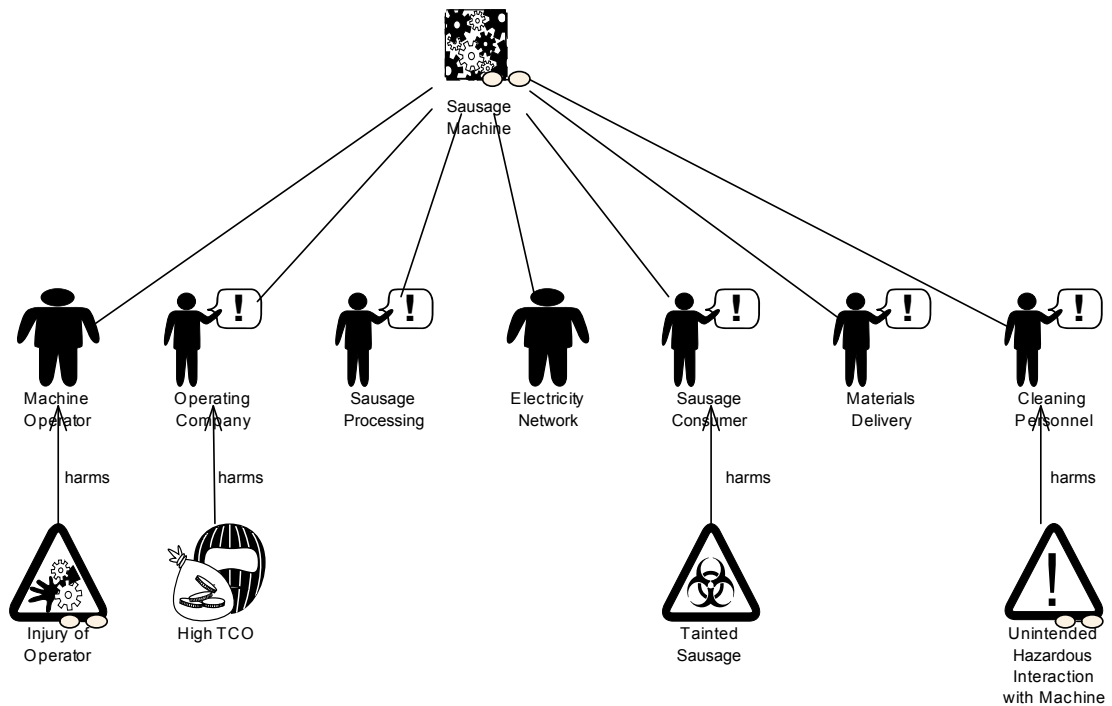 Sausage
Machine
!
!
!
!
!
Machine
Operator
Operating
Company
Sausage
Processing
Electricity
Network
Sausage
Consumer
Materials
Delivery
Cleaning
Personnel
harms
harms
harms
harms
!
Injury of
Operator
High TCO
Tainted
Sausage
Unintended
Hazardous
Interaction
with Machine